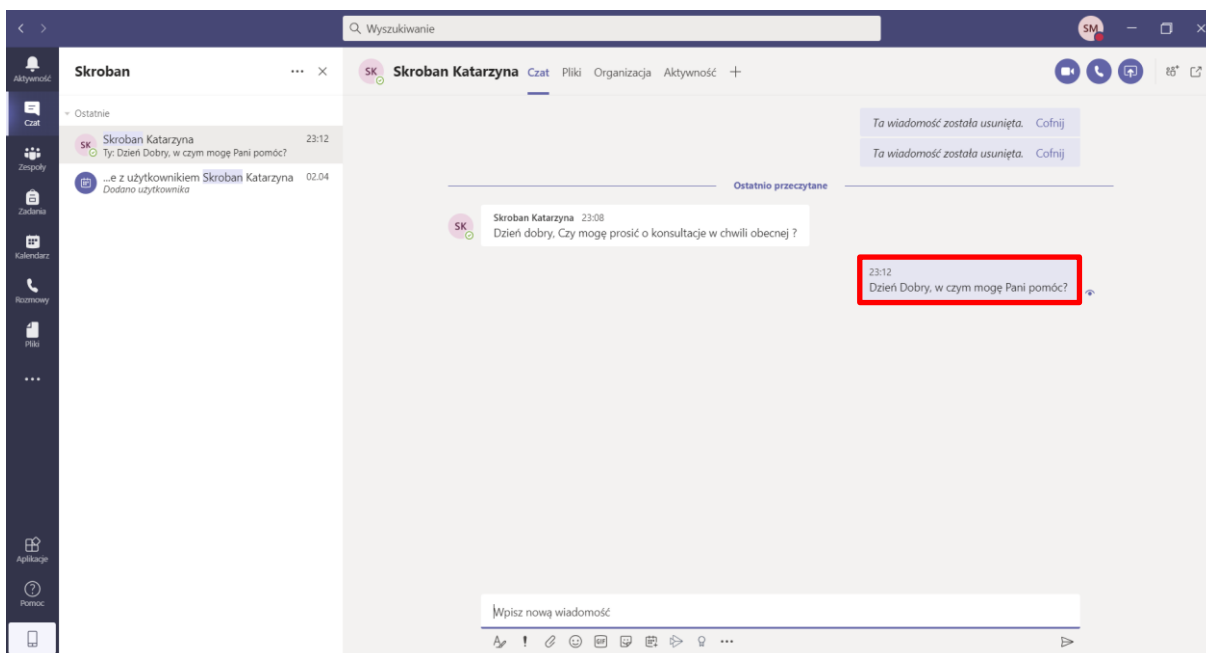 Wyszukiwanie
SM
Aktywność
Czat
Zespoły
Zadania
Kalendarz
Rozmowy
Pliki
Aplikacje
Pomoc
Skroban
Ostatnie
SK
Skroban Katarzyna 23:12
Ty: Dzień Dobry, w czym mogę Pani pomóc?
...e z użytkownikiem Skroban Katarzyna 02.04
Dodano użytkownika
SK Skroban Katarzyna Czat Pliki Organizacja Aktywność
Ta wiadomość została usunięta. Cofnij
Ta wiadomość została usunięta. Cofnij
Ostatnio przeczytane
SK
Skroban Katarzyna 23:08
Dzień dobry, Czy mogę prosić o konsultacje w chwili obecnej ?
23:12
Dzień Dobry, w czym mogę Pani pomóc?
Wpisz nową wiadomość
GIF